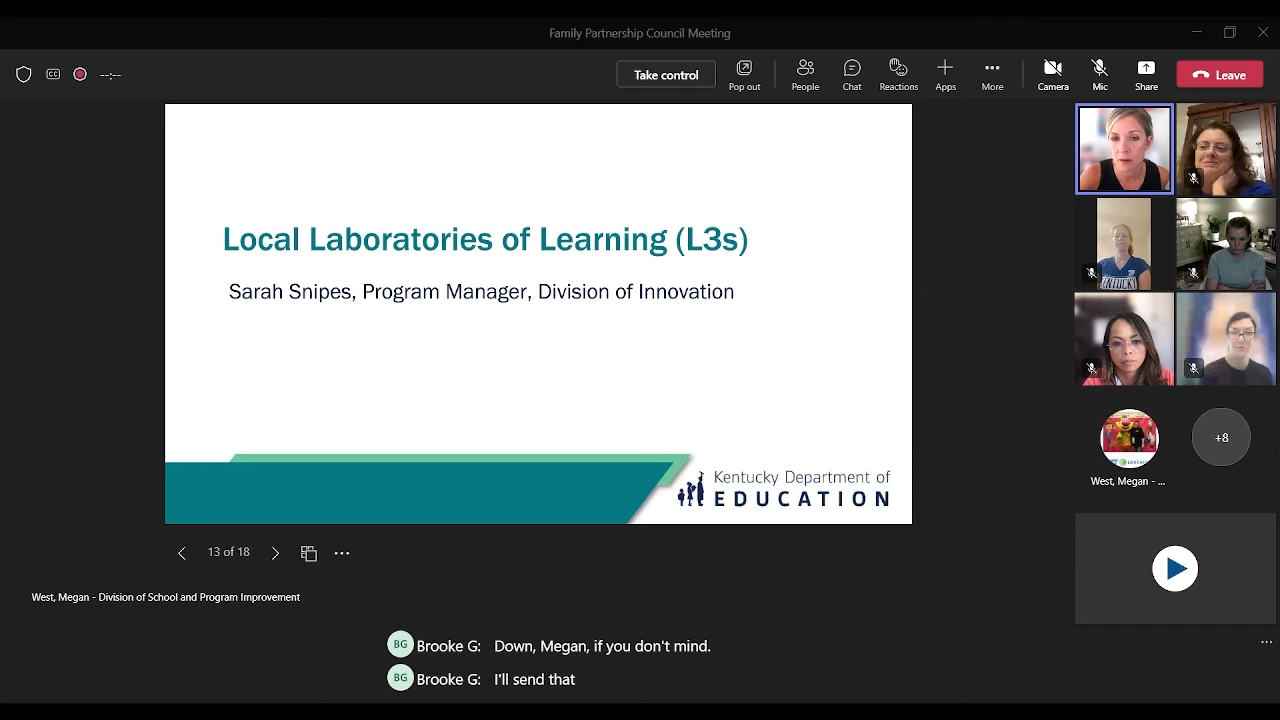 Family Partnership Council Meeting
CC
--:--
Take control
Pop out
People
Chat
Reactions
Apps
More
Camera
Mic
Share
Leave
Local Laboratories of Learning (L3s)
Sarah Snipes, Program Manager, Division of Innovation
Kentucky Department of
EDUCATION
KENTUCKY
+8
West, Megan - ...
13 of 18
West, Megan - Division of School and Program Improvement
BG Brooke G: Down, Megan, if you don't mind.
BG Brooke G: I'll send that